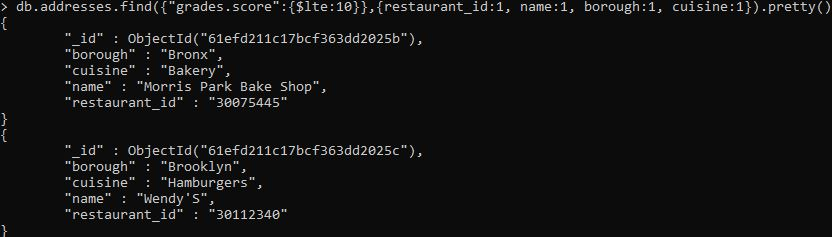 > db.addresses.find({"grades.score":{$lte:10}},{restaurant_id:1, name:1, borough:1, cuisine:1}).pretty()
{
        "_id" : ObjectId("61efd211c17bcf363dd2025b"),
        "borough" : "Bronx",
        "cuisine" : "Bakery",
        "name" : "Morris Park Bake Shop",
        "restaurant_id" : "30075445"
}
{
        "_id" : ObjectId("61efd211c17bcf363dd2025c"),
        "borough" : "Brooklyn",
        "cuisine" : "Hamburgers",
        "name" : "Wendy'S",
        "restaurant_id" : "30112340"
}